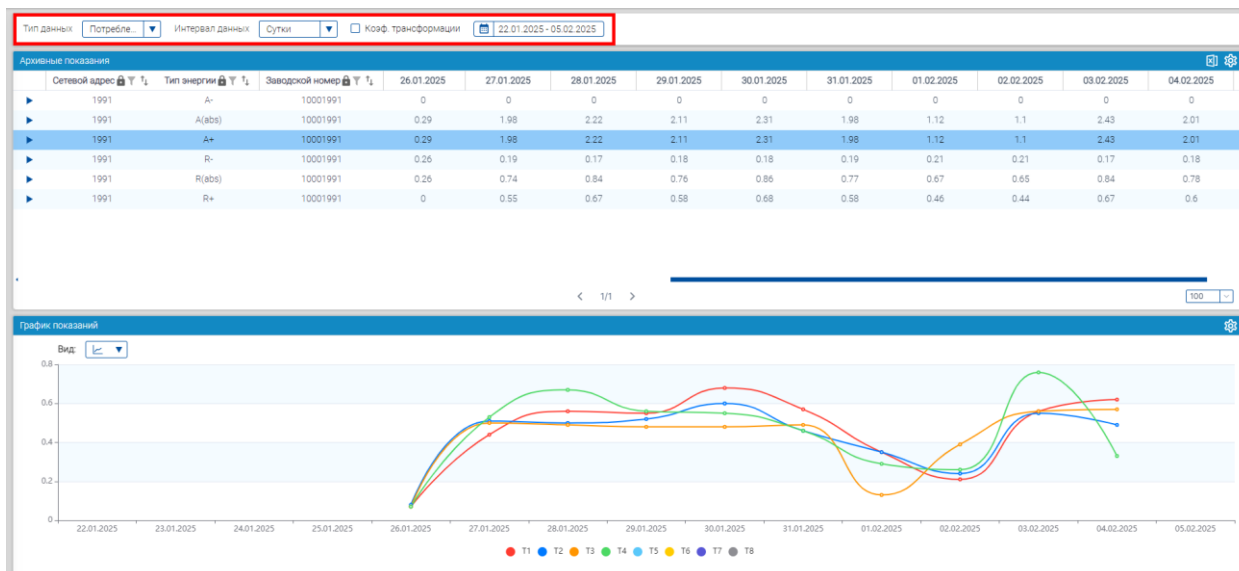 Тип данных Потребле... Интервал данных Сутки Коэф. трансформации 22.01.2025 - 05.02.2025
Архивные показания
Сетевой адрес Тип энергии Заводской номер 26.01.2025 27.01.2025 28.01.2025 29.01.2025 30.01.2025 31.01.2025 01.02.2025 02.02.2025 03.02.2025 04.02.2025
1991 A- 10001991 0 0 0 0 0 0 0 0 0 0
1991 A(abs) 10001991 0.29 1.98 2.22 2.11 2.31 1.98 1.12 1.1 2.43 2.01
1991 A+ 10001991 0.29 1.98 2.22 2.11 2.31 1.98 1.12 1.1 2.43 2.01
1991 R- 10001991 0.26 0.19 0.17 0.18 0.18 0.19 0.21 0.21 0.17 0.18
1991 R(abs) 10001991 0.26 0.74 0.84 0.76 0.86 0.77 0.67 0.65 0.84 0.78
1991 R+ 10001991 0 0.55 0.67 0.58 0.68 0.58 0.46 0.44 0.67 0.6
1/1
100
График показаний
Вид:
0.8
0.6
0.4
0.2
0
22.01.2025 23.01.2025 24.01.2025 25.01.2025 26.01.2025 27.01.2025 28.01.2025 29.01.2025 30.01.2025 31.01.2025 01.02.2025 02.02.2025 03.02.2025 04.02.2025 05.02.2025
T1 T2 T3 T4 T5 T6 T7 T8